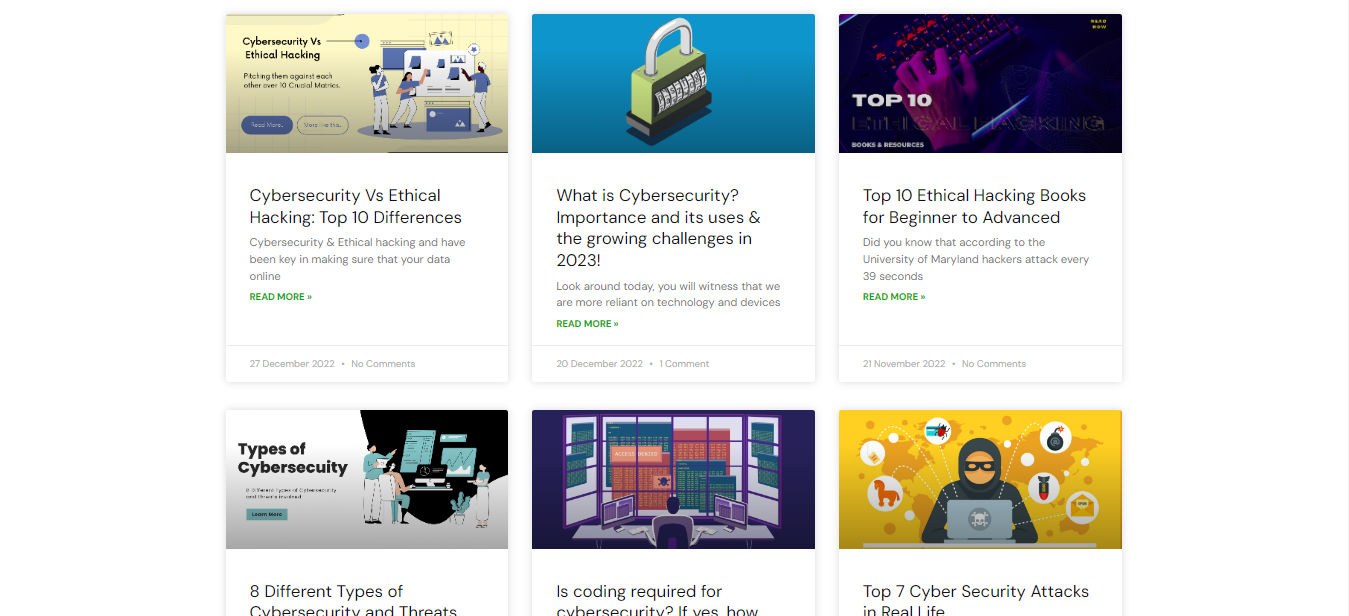 Cybersecurity Vs
Ethical Hacking
Pitching them against each
other over 10 Crucial Matrics.
Read More..
More like this..
READ
NOW
TOP 10
ETHICAL HACKING
BOOKS & RESOURCES
Cybersecurity Vs Ethical
Hacking: Top 10 Differences
Cybersecurity & Ethical hacking and have
been key in making sure that your data
online
READ MORE »
27 December 2022 • No Comments
What is Cybersecurity?
Importance and its uses &
the growing challenges in
2023!
Look around today, you will witness that we
are more reliant on technology and devices
READ MORE »
20 December 2022 • 1 Comment
Top 10 Ethical Hacking Books
for Beginner to Advanced
Did you know that according to the
University of Maryland hackers attack every
39 seconds
READ MORE »
21 November 2022 • No Comments
Types of
Cybersecuity
8 Different Types of Cybersecurity
and threats involved
Learn More
ACCESS DENIED
8 Different Types of
Cybersecurity and Threats
Is coding required for
cybersecurity? If yes, how
Top 7 Cyber Security Attacks
in Real Life